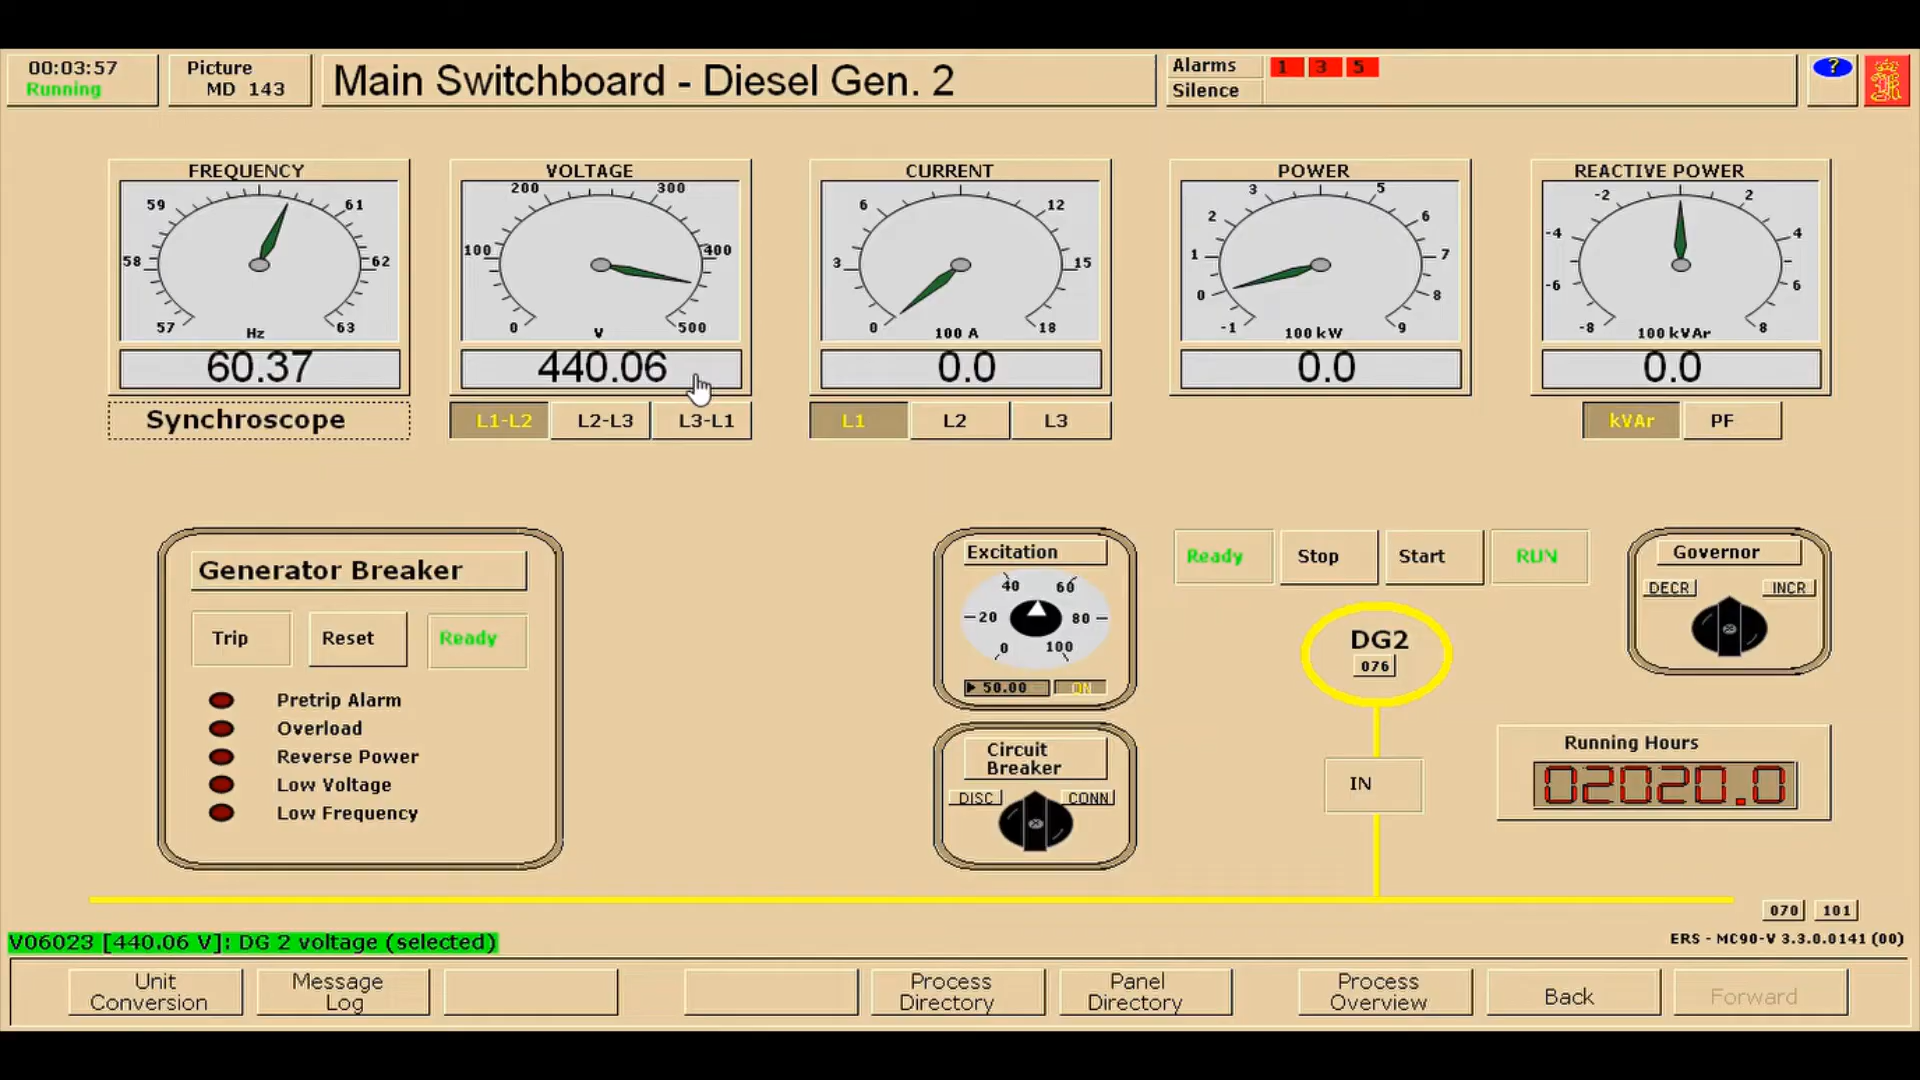 00:03:57
Running
Picture
MD 143
Main Switchboard - Diesel Gen. 2
Alarms 1 3 5
Silence
?
FREQUENCY
57 58 59 61 62 63
Hz
60.37
Synchroscope
VOLTAGE
0 100 200 300 400 500
V
440.06
L1-L2 L2-L3 L3-L1
CURRENT
0 3 6 12 15 18
100 A
0.0
L1 L2 L3
POWER
-1 0 1 2 3 5 6 7 8 9
100 kW
0.0
REACTIVE POWER
-8 -6 -4 -2 2 4 6 8
100 kVAr
0.0
kVAr PF
Generator Breaker
Trip Reset Ready
Pretrip Alarm
Overload
Reverse Power
Low Voltage
Low Frequency
Excitation
0 20 40 60 80 100
50.00 ON
Circuit
Breaker
DISC CONN
Ready Stop Start RUN
DG2
076
IN
Governor
DECR INCR
Running Hours
02020.0
070 101
V06023 [440.06 V]: DG 2 voltage (selected)
ERS - MC90-V 3.3.0.0141 (00)
Unit
Conversion
Message
Log
Process
Directory
Panel
Directory
Process
Overview
Back
Forward